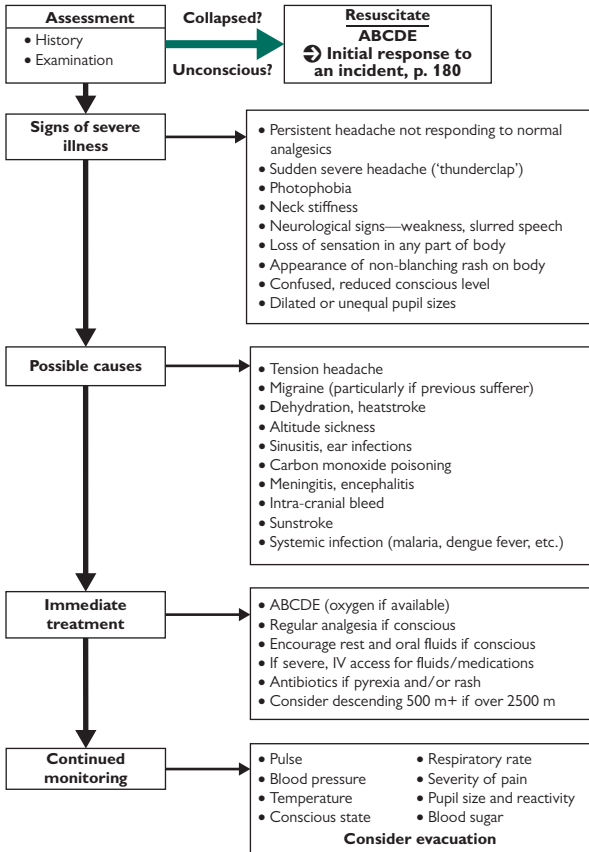 Assessment
• History
• Examination
Collapsed?
Unconscious?
Resuscitate
ABCDE
➲ Initial response to
an incident, p. 180
Signs of severe
illness
• Persistent headache not responding to normal
analgesics
• Sudden severe headache (‘thunderclap’)
• Photophobia
• Neck stiffness
• Neurological signs—weakness, slurred speech
• Loss of sensation in any part of body
• Appearance of non-blanching rash on body
• Confused, reduced conscious level
• Dilated or unequal pupil sizes
Possible causes
• Tension headache
• Migraine (particularly if previous sufferer)
• Dehydration, heatstroke
• Altitude sickness
• Sinusitis, ear infections
• Carbon monoxide poisoning
• Meningitis, encephalitis
• Intra-cranial bleed
• Sunstroke
• Systemic infection (malaria, dengue fever, etc.)
Immediate
treatment
• ABCDE (oxygen if available)
• Regular analgesia if conscious
• Encourage rest and oral fluids if conscious
• If severe, IV access for fluids/medications
• Antibiotics if pyrexia and/or rash
• Consider descending 500 m+ if over 2500 m
Continued
monitoring
• Pulse
• Blood pressure
• Temperature
• Conscious state
• Respiratory rate
• Severity of pain
• Pupil size and reactivity
• Blood sugar
Consider evacuation